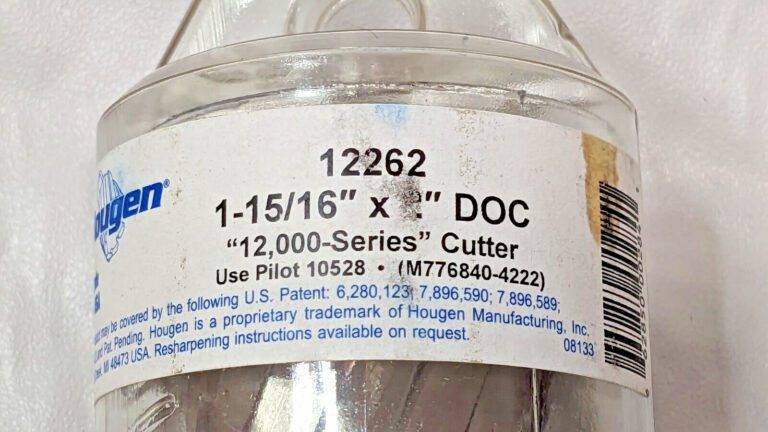 12262
1-15/16" x DOC
"12,000-Series" Cutter
Use Pilot 10528 • (M776840-4222)
may be covered by the following U.S. Patent: 6,280,123; 7,896,590; 7,896,589;
Pat. Pending. Hougen is a proprietary trademark of Hougen Manufacturing, Inc.
MI 48473 USA. Resharpening instructions available on request.
08133